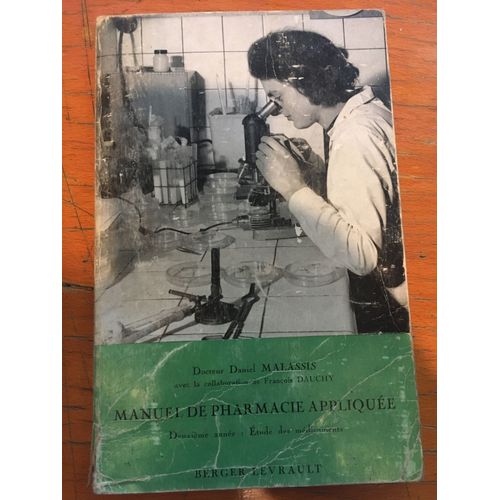 Docteur Daniel MALASSIS
avec la collaboration de François DAUCHY
MANUEL DE PHARMACIE APPLIQUÉE
Deuxième année : Étude des médicaments
BERGER-LEVRAULT